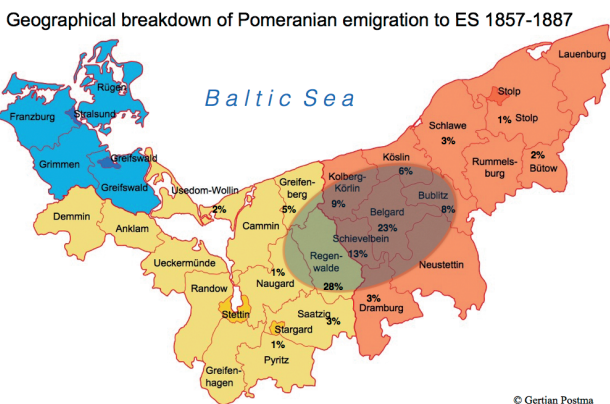 Geographical breakdown of Pomeranian emigration to ES 1857-1887
Lauenburg
Rügen
Stolp
Baltic Sea
Franzburg
Stralsund
1% Stolp
Schlawe
3%
Köslin
2%
Bütow
Grimmen
Greifswald
Rummels-
burg
6%
Greifswald
Usedom-Wollin
2%
Greifen-
berg
5%
Kolberg-
Körlin
9%
Bublitz
8%
Demmin
Anklam
Cammin
Belgard
23%
Schievelbein
13%
Regen-
walde
28%
Neustettin
Ueckermünde
1%
Naugard
Randow
3%
Dramburg
Stettin
Saatzig
3%
Stargard
1%
Pyritz
Greifen-
hagen
© Gertian Postma